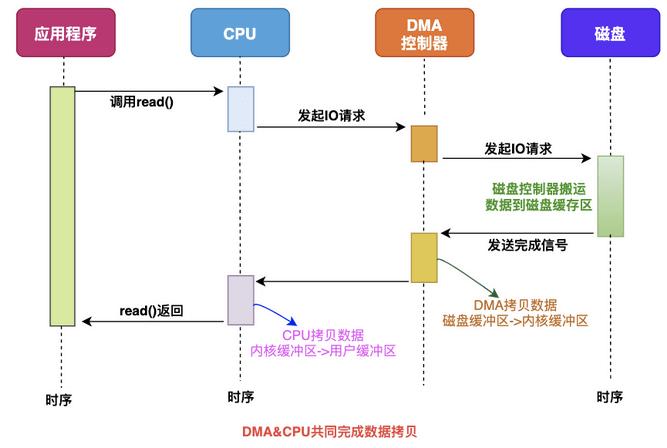 应用程序
CPU
DMA
控制器
磁盘
调用read()
发起IO请求
发起IO请求
磁盘控制器搬运
数据到磁盘缓存区
发送完成信号
DMA拷贝数据
磁盘缓冲区->内核缓冲区
read()返回
CPU拷贝数据
内核缓冲区->用户缓冲区
时序
时序
时序
DMA&CPU共同完成数据拷贝